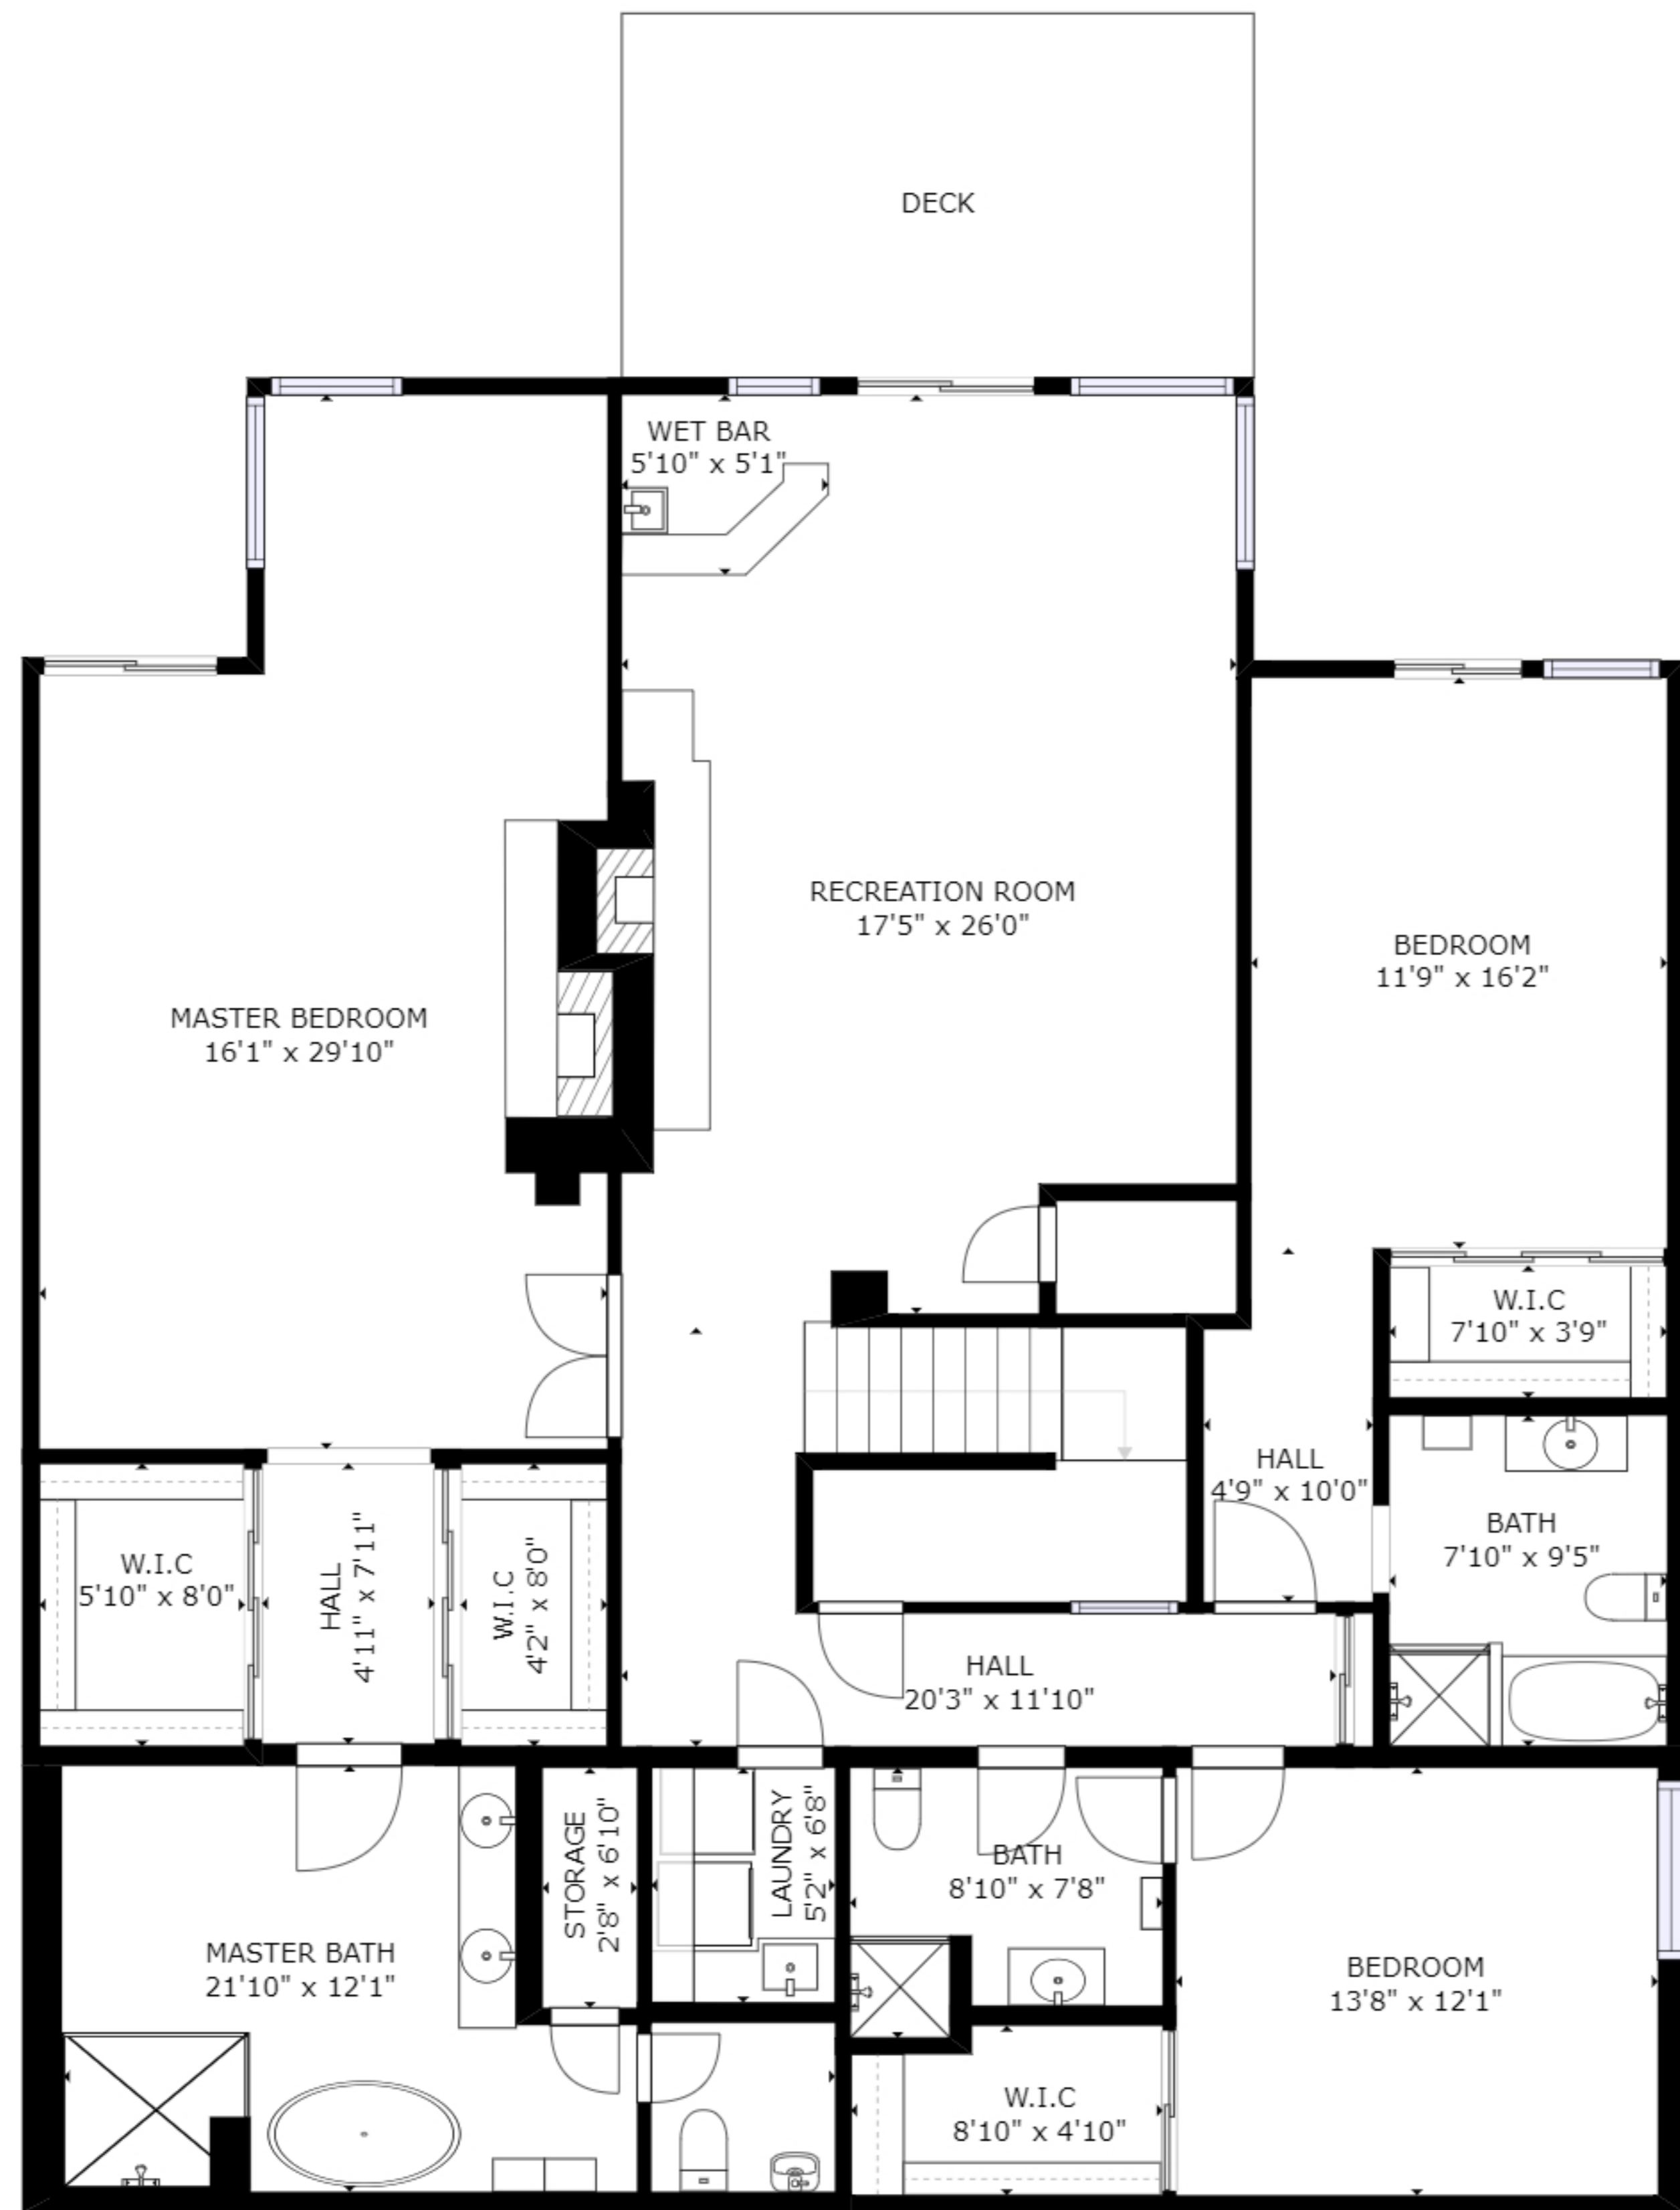 DECK
WET BAR
5'10" x 5'1"
RECREATION ROOM
17'5" x 26'0"
BEDROOM
11'9" x 16'2"
MASTER BEDROOM
16'1" x 29'10"
W.I.C
7'10" x 3'9"
HALL
4'9" x 10'0"
BATH
7'10" x 9'5"
W.I.C
5'10" x 8'0"
HALL
4'11" x 7'11"
W.I.C
4'2" x 8'0"
HALL
20'3" x 11'10"
STORAGE
2'8" x 6'10"
LAUNDRY
5'2" x 6'8"
BATH
8'10" x 7'8"
MASTER BATH
21'10" x 12'1"
BEDROOM
13'8" x 12'1"
W.I.C
8'10" x 4'10"